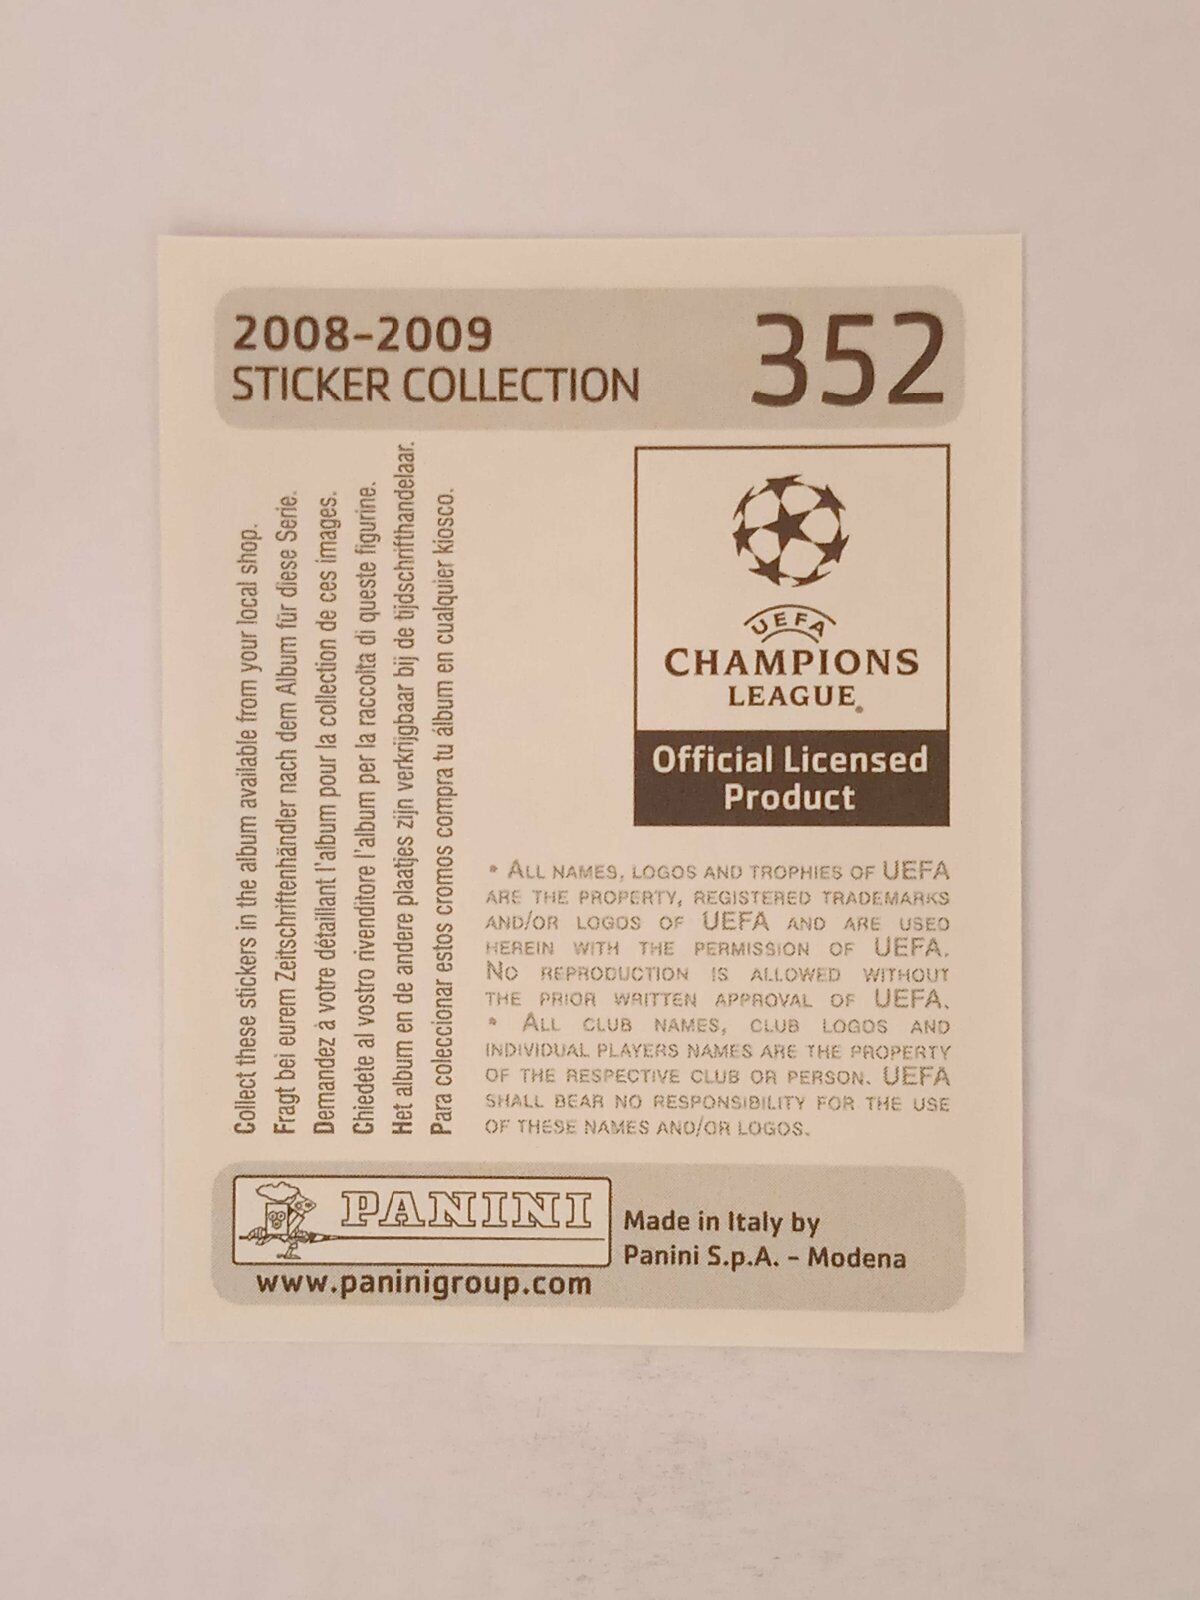 2008-2009
STICKER COLLECTION
352
Collect these stickers in the album available from your local shop.
Fragt bei eurem Zeitschriftenhändler nach dem Album für diese Serie.
Demandez à votre détaillant l'album pour la collection de ces images.
Chiedete al vostro rivenditore l'album per la raccolta di queste figurine.
Het album en de andere plaatjes zijn verkrijgbaar bij de tijdschrifthandelaar.
Para coleccionar estos cromos compra tu álbum en cualquier kiosco.
UEFA
CHAMPIONS
LEAGUE®
Official Licensed
Product
* ALL NAMES, LOGOS AND TROPHIES OF UEFA
ARE THE PROPERTY, REGISTERED TRADEMARKS
AND/OR LOGOS OF UEFA AND ARE USED
HEREIN WITH THE PERMISSION OF UEFA.
NO REPRODUCTION IS ALLOWED WITHOUT
THE PRIOR WRITTEN APPROVAL OF UEFA.
* ALL CLUB NAMES, CLUB LOGOS AND
INDIVIDUAL PLAYERS NAMES ARE THE PROPERTY
OF THE RESPECTIVE CLUB OR PERSON. UEFA
SHALL BEAR NO RESPONSIBILITY FOR THE USE
OF THESE NAMES AND/OR LOGOS.
PANINI
www.paninigroup.com
Made in Italy by
Panini S.p.A. - Modena